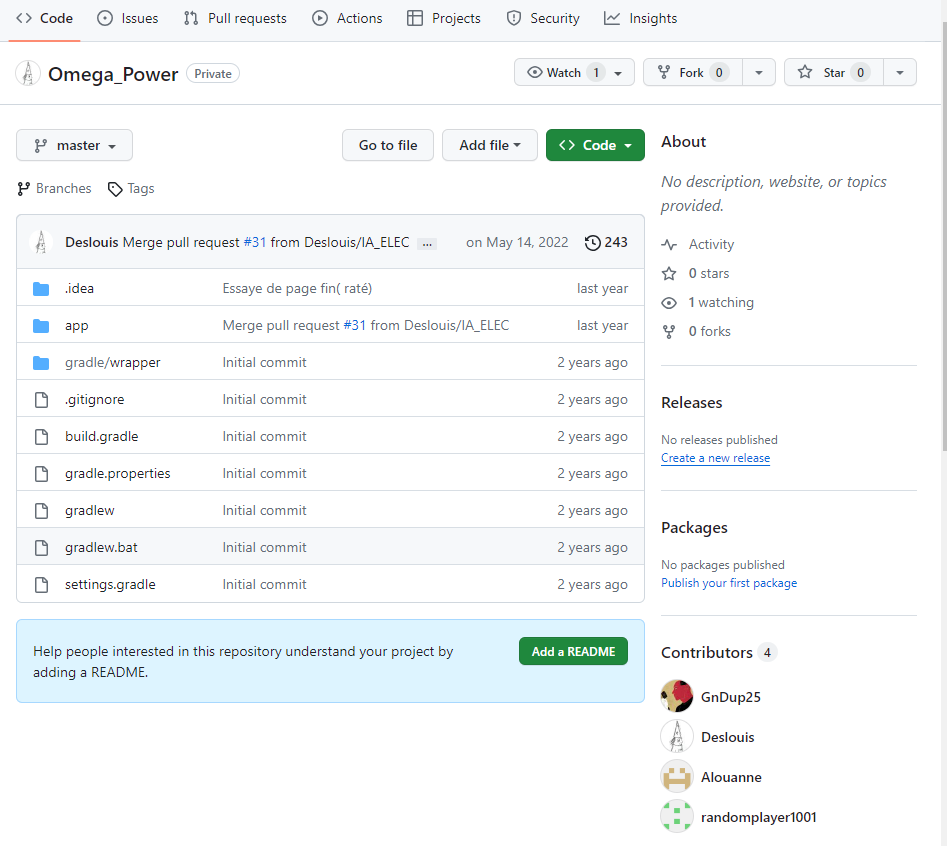 Code Issues Pull requests Actions Projects Security Insights
Omega_Power Private Watch 1 Fork 0 Star 0
master Go to file Add file Code
Branches Tags
Deslouis Merge pull request #31 from Deslouis/IA_ELEC ... on May 14, 2022 243
.idea Essaye de page fin( raté) last year
app Merge pull request #31 from Deslouis/IA_ELEC last year
gradle/wrapper Initial commit 2 years ago
.gitignore Initial commit 2 years ago
build.gradle Initial commit 2 years ago
gradle.properties Initial commit 2 years ago
gradlew Initial commit 2 years ago
gradlew.bat Initial commit 2 years ago
settings.gradle Initial commit 2 years ago
Help people interested in this repository understand your project by
adding a README.
Add a README
About
No description, website, or topics
provided.
Activity
0 stars
1 watching
0 forks
Releases
No releases published
Create a new release
Packages
No packages published
Publish your first package
Contributors 4
GnDup25
Deslouis
Alouanne
randomplayer1001